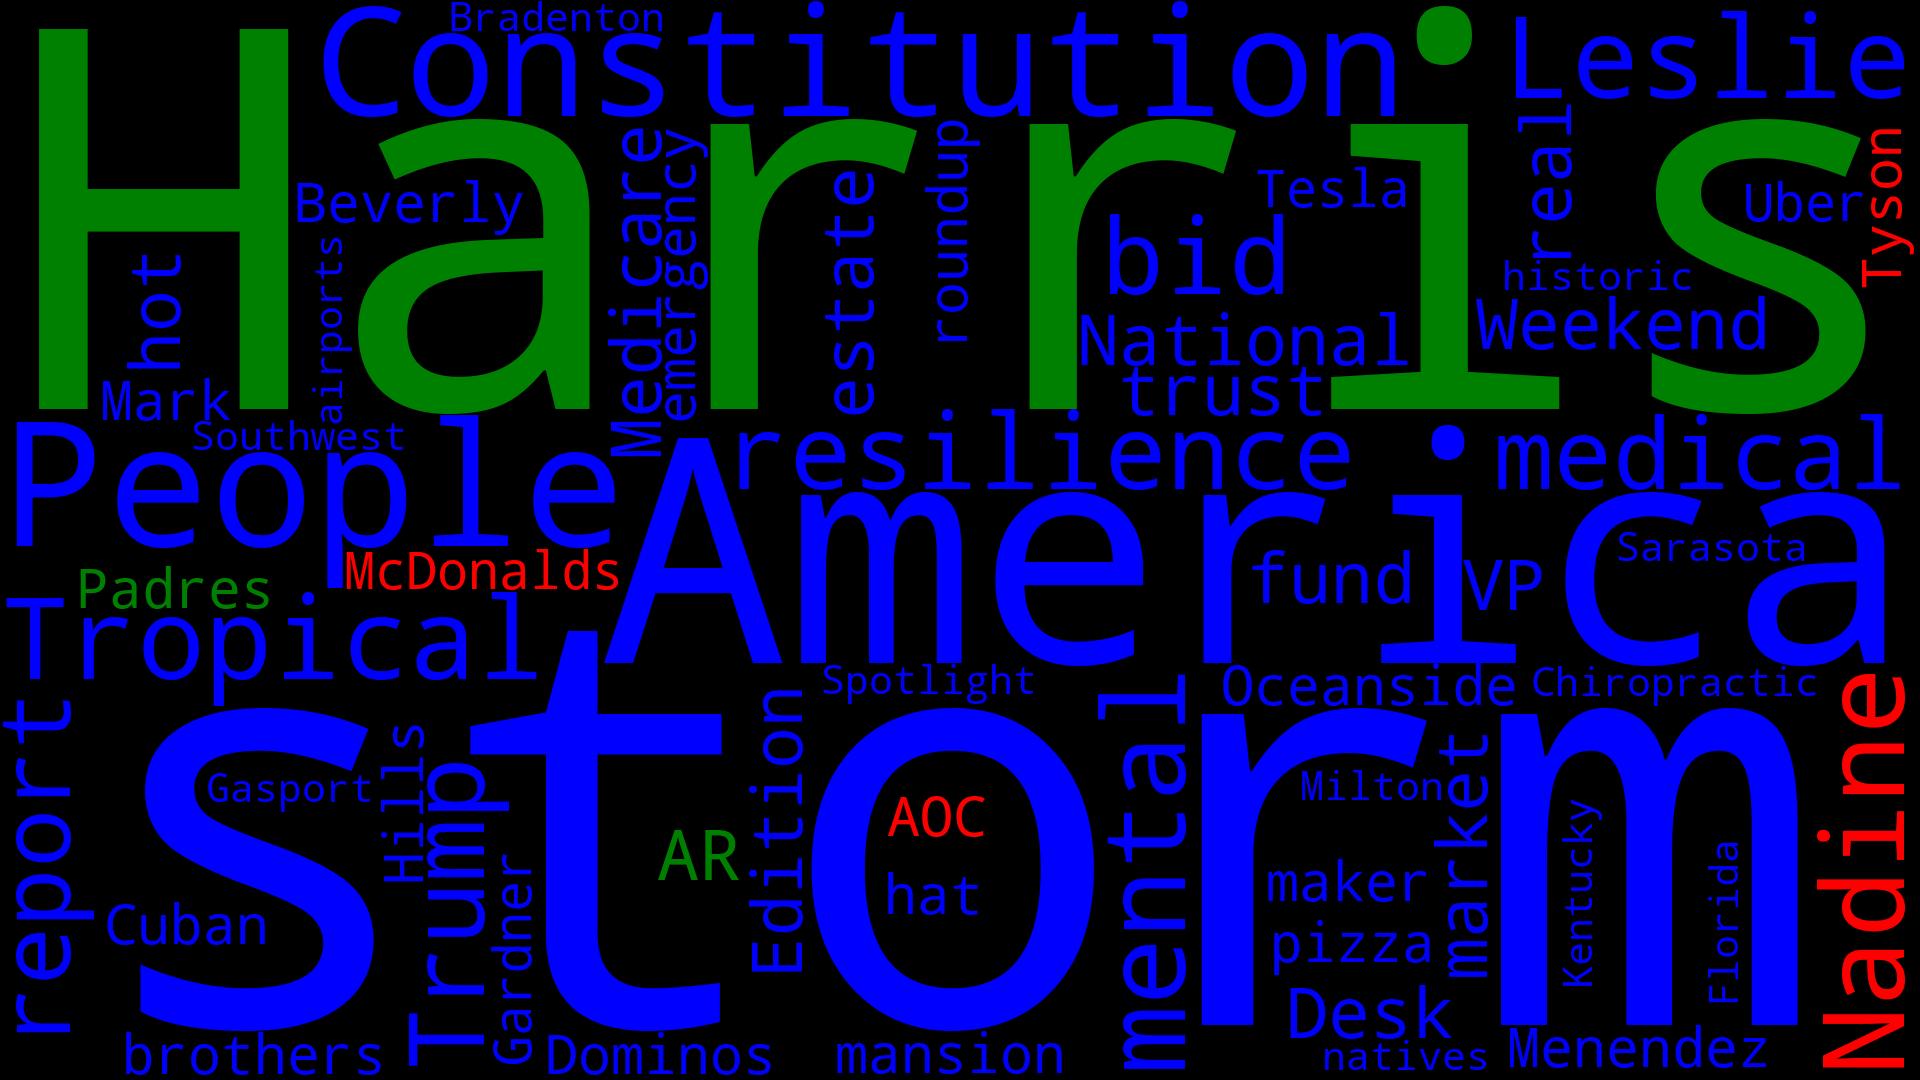 Bradenton
Constitution
Leslie
Harris
Beverly
Medicare
emergency
estate
roundup
Tesla
real
Uber
Tyson
hot
airports
bid
historic
National
Weekend
trust
Mark
Southwest
People
resilience
medical
America
McDonalds
Padres
fund
VP
Sarasota
Tropical
Spotlight
Oceanside
Chiropractic
storm
report
Gasport
Hills
Trump
Gardner
Edition
AR
AOC
hat
mental
Milton
market
maker
pizza
Kentucky
Florida
Nadine
Cuban
Desk
brothers
Dominos
mansion
natives
Menendez